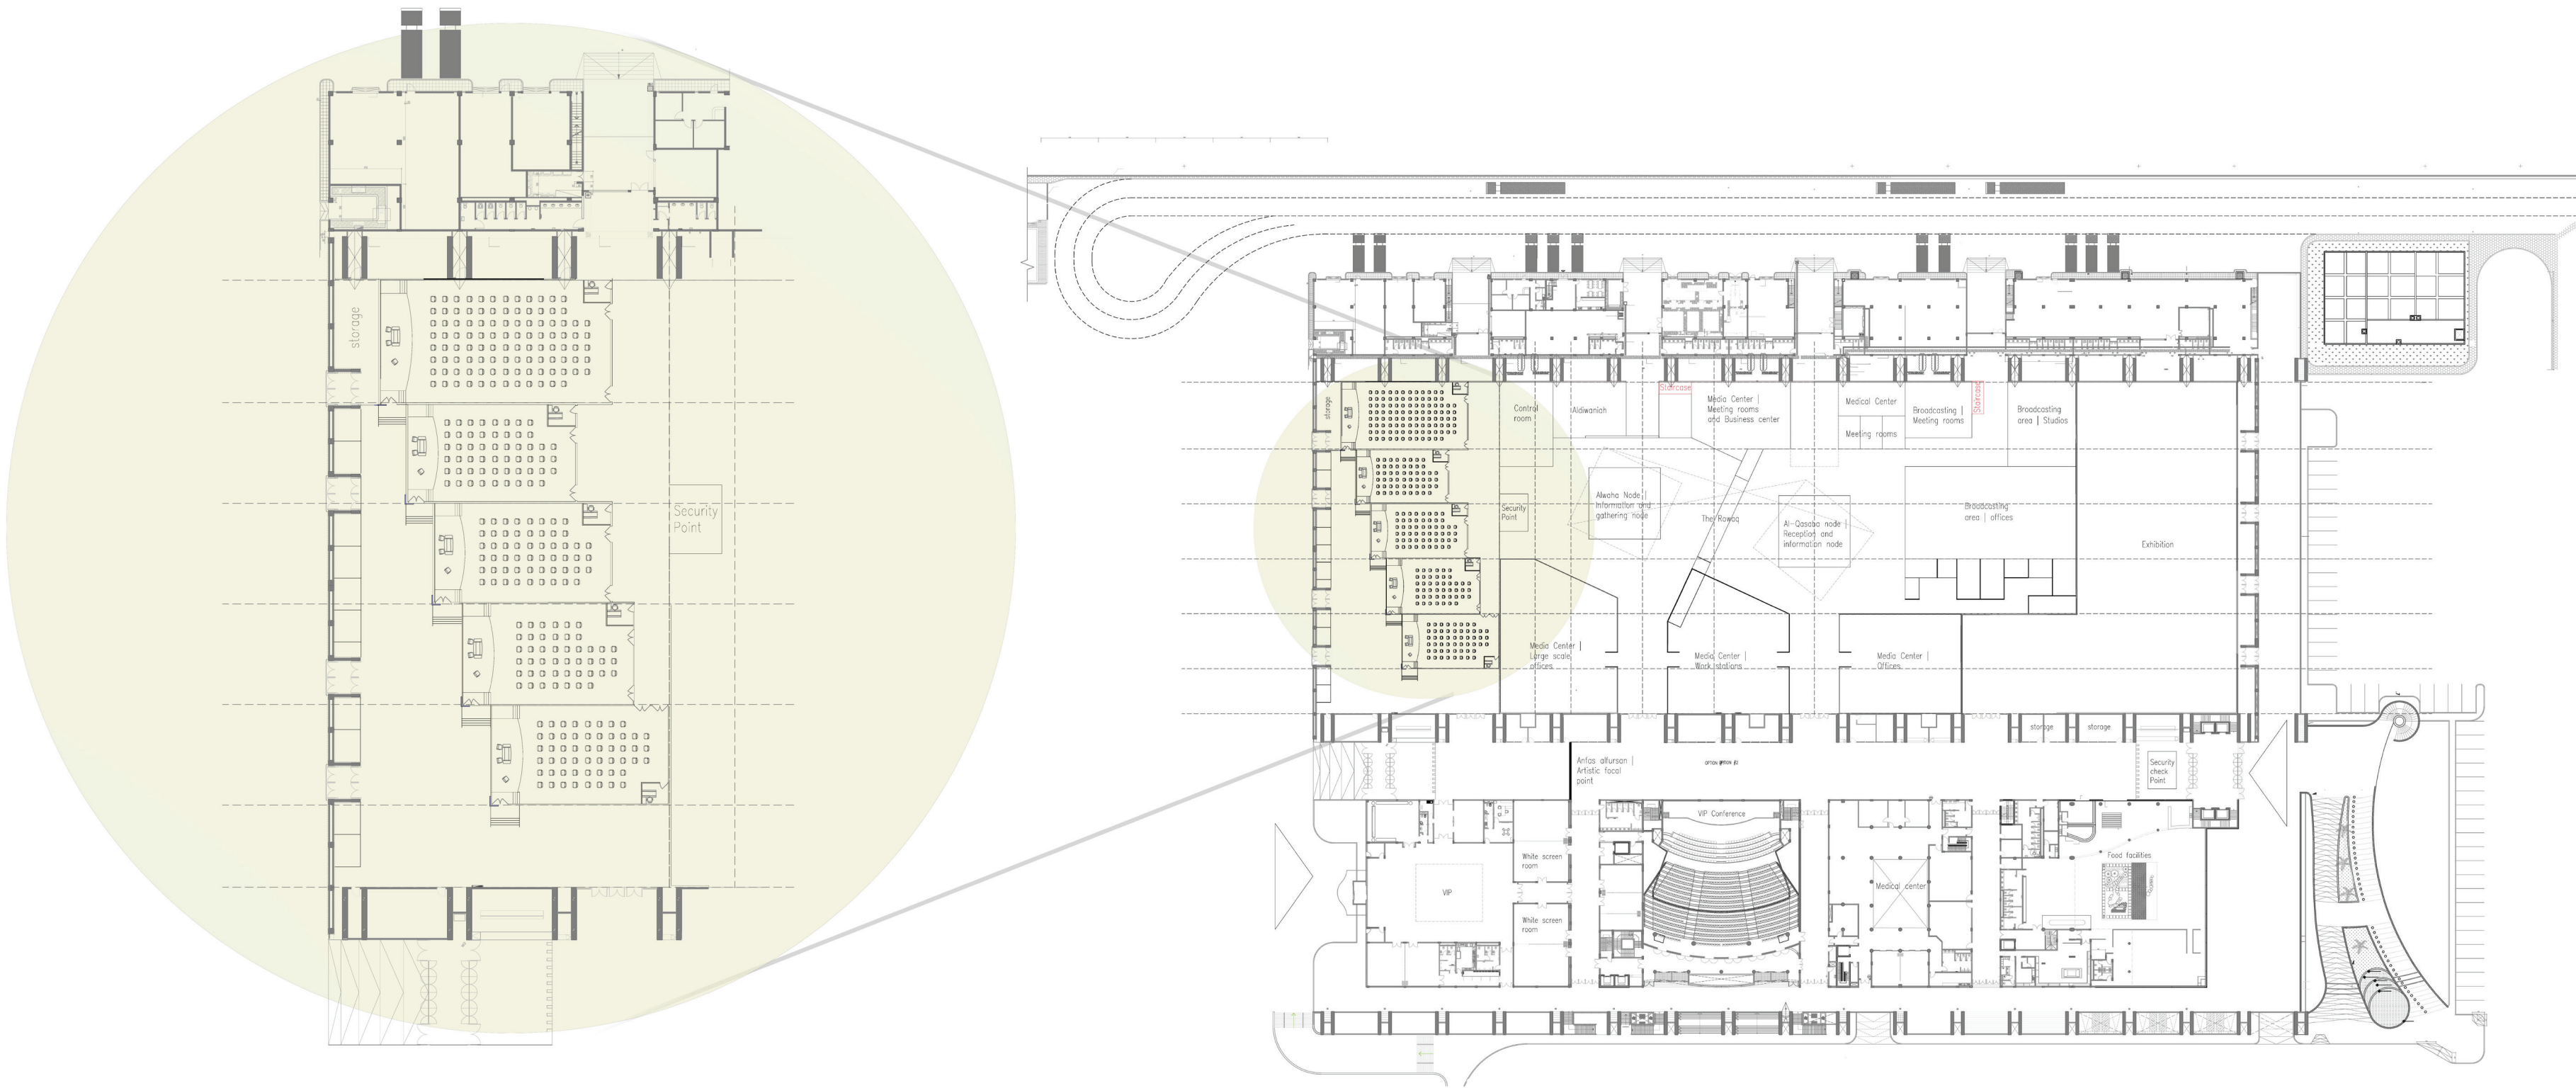 storage
Security
Point
storage
Control
room
Aldiwaniah
Staircase
Media Center |
Meeting rooms
and Business center
Medical Center
Meeting rooms
Broadcasting |
Meeting rooms
Staircase
Broadcasting
area | Studios
Security
Point
Alwaha Node |
Information and
gathering node
The Rowaq
Al-Qasaba node |
Reception and
information node
Broadcasting
area | offices
Exhibition
Media Center |
Large scale
offices
Media Center |
Work stations
Media Center |
Offices
storage
storage
Anfas alfursan |
Artistic focal
point
Security
check
Point
VIP Conference
White screen
room
VIP
White screen
room
Medical center
Food facilities